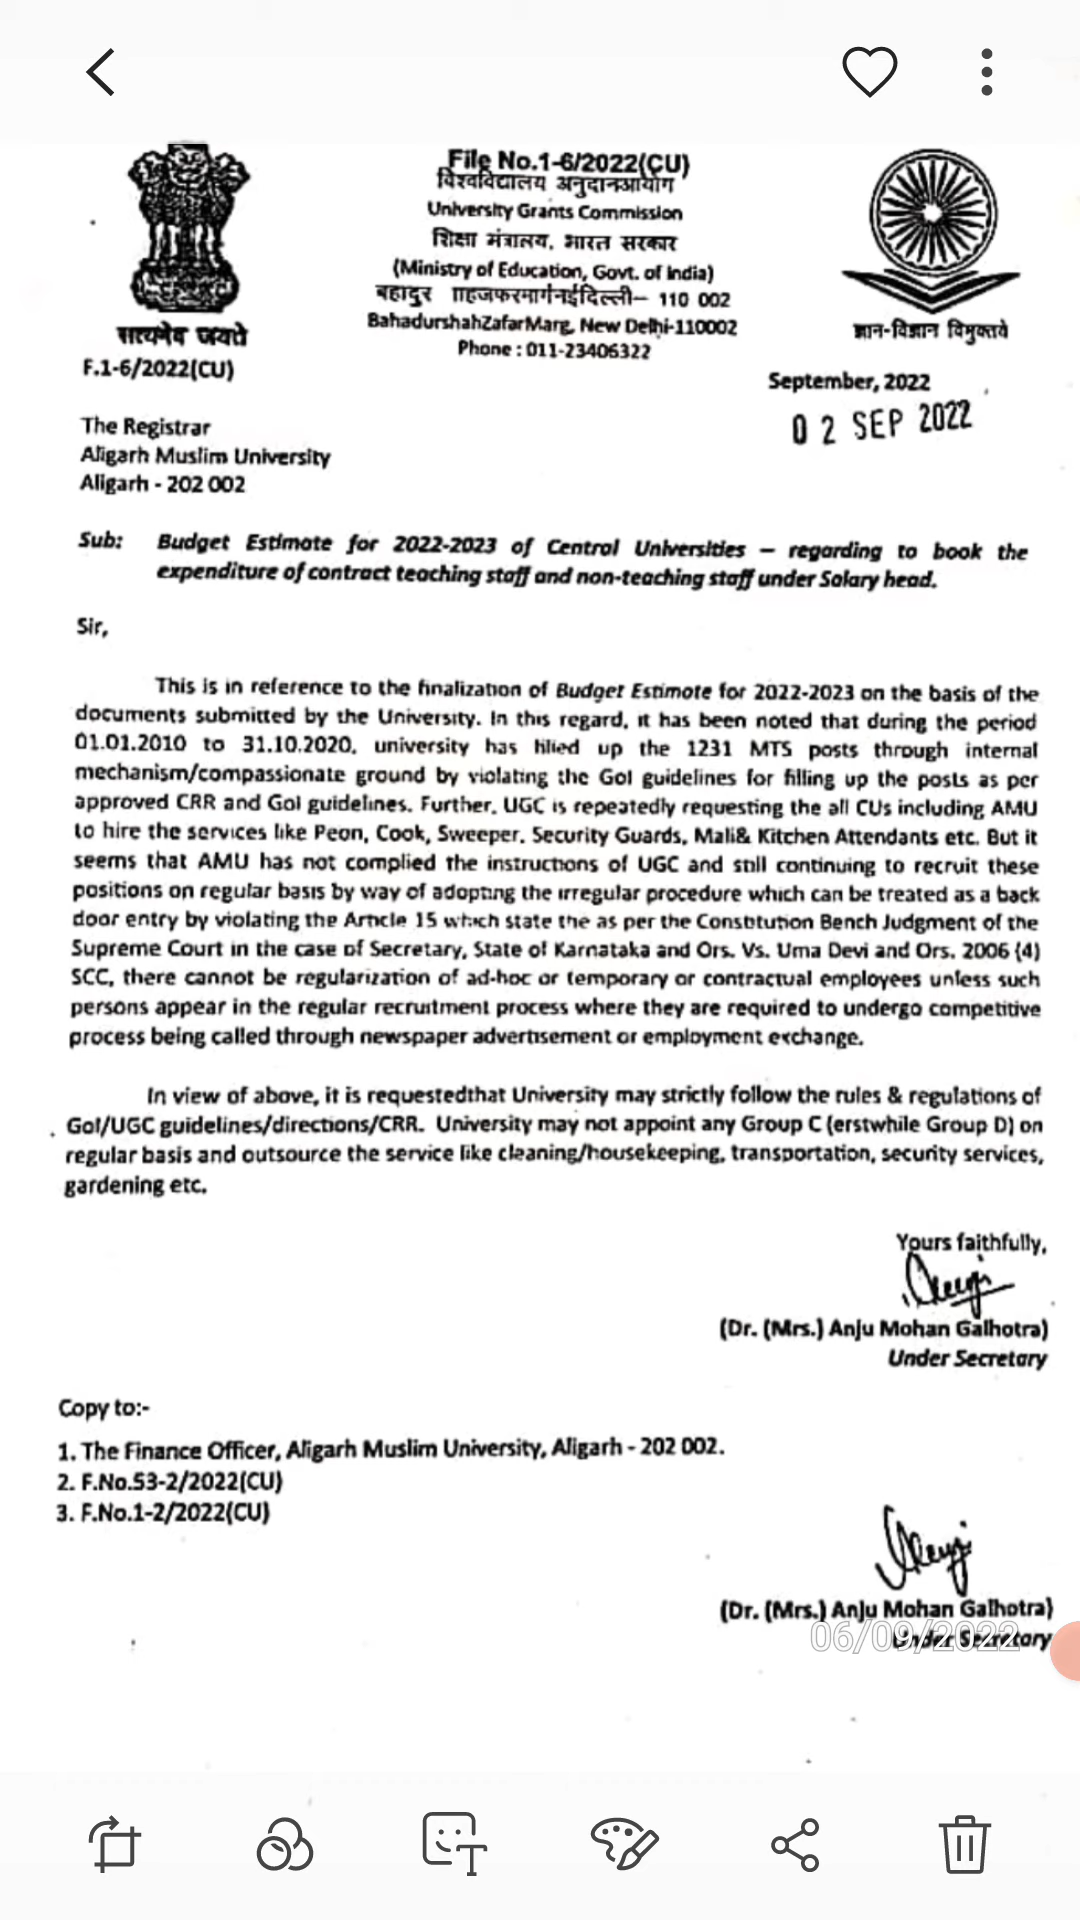 File No.1-6/2022(CU)
विश्वविद्यालय अनुदानआयोग
University Grants Commission
शिक्षा मंत्रालय, भारत सरकार
(Ministry of Education, Govt. of India)
बहादुर शाहजफरमार्गनईदिल्ली– 110 002
BahadurshahZafarMarg, New Delhi-110002
Phone : 011-23406322
सत्यमेव जयते
ज्ञान-विज्ञान विमुक्तये
F.1-6/2022(CU)
September, 2022
02 SEP 2022
The Registrar
Aligarh Muslim University
Aligarh - 202 002
Sub: Budget Estimate for 2022-2023 of Central Universities – regarding to book the
expenditure of contract teaching staff and non-teaching staff under Salary head.
Sir,
This is in reference to the finalization of Budget Estimate for 2022-2023 on the basis of the
documents submitted by the University. In this regard, it has been noted that during the period
01.01.2010 to 31.10.2020, university has filled up the 1231 MTS posts through internal
mechanism/compassionate ground by violating the GoI guidelines for filling up the posts as per
approved CRR and GoI guidelines. Further, UGC is repeatedly requesting the all CUs including AMU
to hire the services like Peon, Cook, Sweeper, Security Guards, Mali& Kitchen Attendants etc. But it
seems that AMU has not complied the instructions of UGC and still continuing to recruit these
positions on regular basis by way of adopting the irregular procedure which can be treated as a back
door entry by violating the Article 15 which state the as per the Constitution Bench Judgment of the
Supreme Court in the case of Secretary, State of Karnataka and Ors. Vs. Uma Devi and Ors. 2006 (4)
SCC, there cannot be regularization of ad-hoc or temporary or contractual employees unless such
persons appear in the regular recruitment process where they are required to undergo competitive
process being called through newspaper advertisement or employment exchange.
In view of above, it is requestedthat University may strictly follow the rules & regulations of
GoI/UGC guidelines/directions/CRR. University may not appoint any Group C (erstwhile Group D) on
regular basis and outsource the service like cleaning/housekeeping, transportation, security services,
gardening etc.
Yours faithfully,
(Dr. (Mrs.) Anju Mohan Galhotra)
Under Secretary
Copy to:-
1. The Finance Officer, Aligarh Muslim University, Aligarh - 202 002.
2. F.No.53-2/2022(CU)
3. F.No.1-2/2022(CU)
(Dr. (Mrs.) Anju Mohan Galhotra)
Under Secretary
06/09/2022